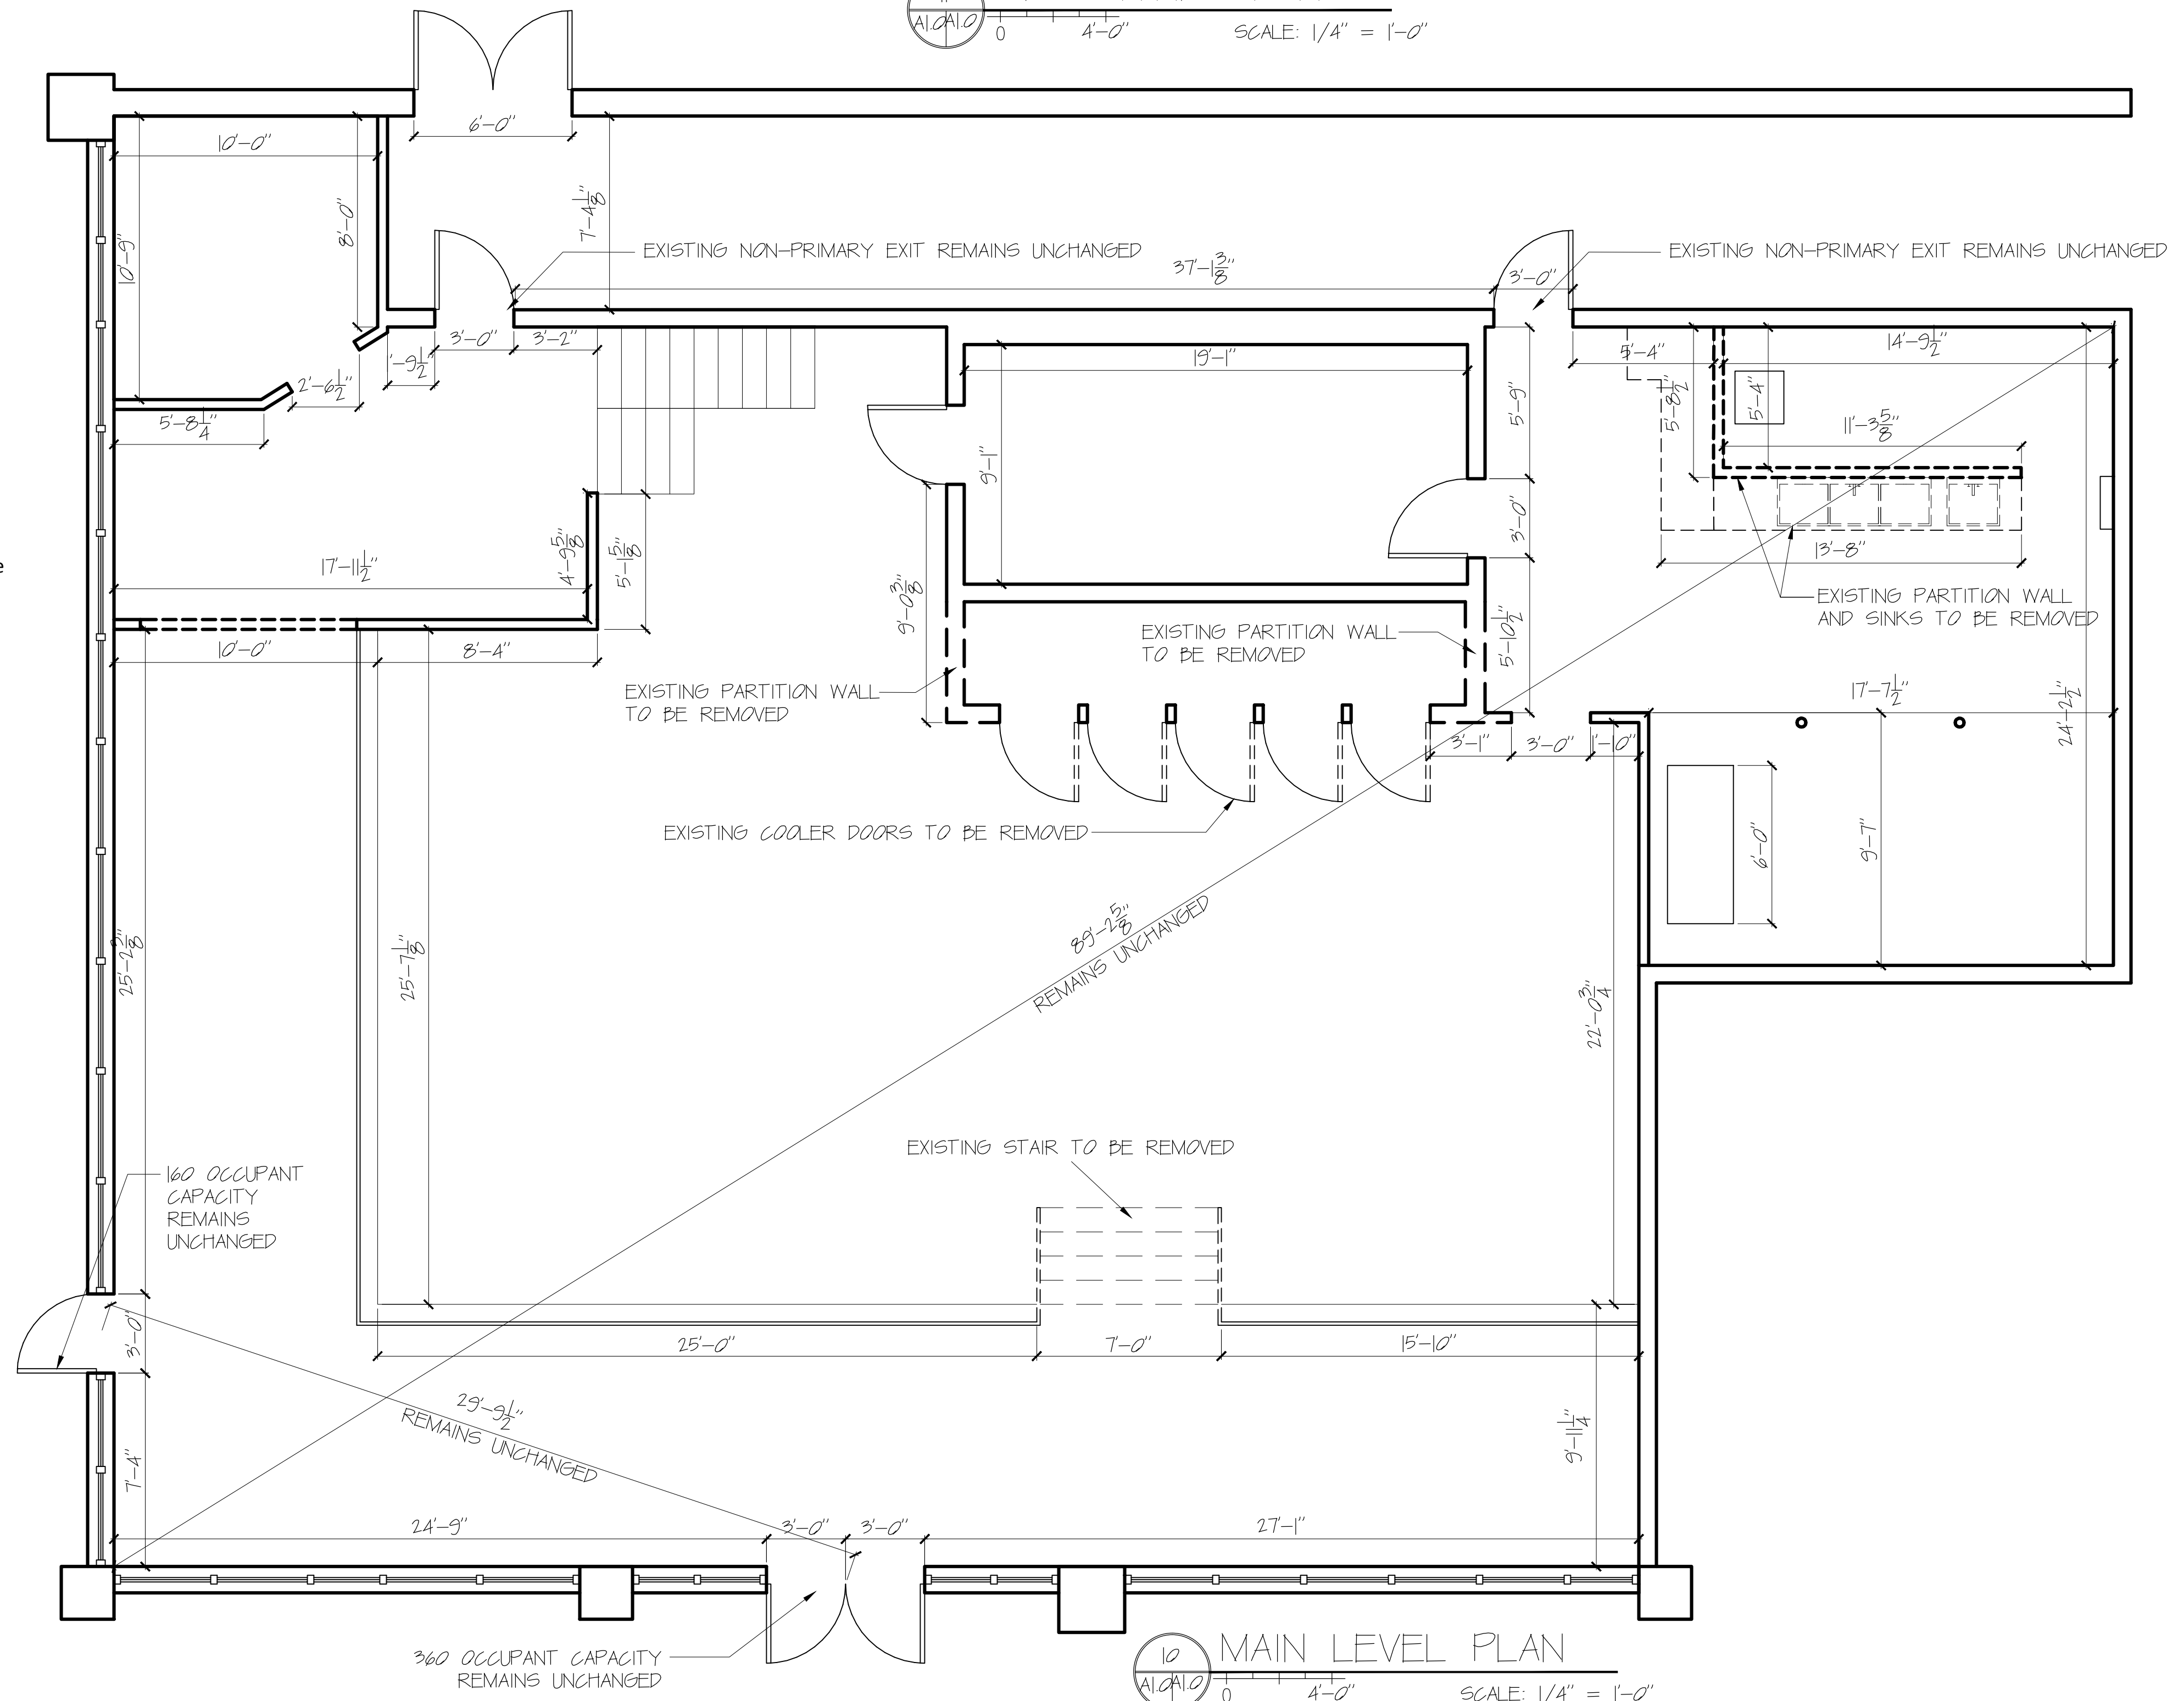 A1.0 A1.0
0 4'-0" SCALE: 1/4" = 1'-0"
6'-0"
10'-0"
10'-9"
8'-0"
7'-4 1/8"
EXISTING NON-PRIMARY EXIT REMAINS UNCHANGED
37'-1 3/8"
3'-0"
EXISTING NON-PRIMARY EXIT REMAINS UNCHANGED
3'-0"
3'-2"
'-9 1/2"
2'-6 1/2"
5'-8 1/4"
19'-1"
9'-1"
5'-9"
3'-0"
5'-10 1/2"
14'-9 1/2"
5'-8 1/2"
5'-4"
11'-3 5/8"
13'-8"
EXISTING PARTITION WALL
AND SINKS TO BE REMOVED
e
17'-11 1/2"
4'-9 5/8"
5'-1 5/8"
9'-0 3/8"
10'-0"
8'-4"
EXISTING PARTITION WALL
TO BE REMOVED
EXISTING PARTITION WALL
TO BE REMOVED
17'-7 1/2"
24'-2 1/2"
3'-1"
3'-0"
1'-10"
EXISTING COOLER DOORS TO BE REMOVED
6'-0"
9'-7"
25'-2 3/8"
25'-7 1/8"
89'-2 5/8"
REMAINS UNCHANGED
22'-0 3/4"
EXISTING STAIR TO BE REMOVED
160 OCCUPANT
CAPACITY
REMAINS
UNCHANGED
3'-0"
25'-0"
7'-0"
15'-10"
29'-9 1/2"
REMAINS UNCHANGED
7'-4"
9'-11 1/4"
24'-9"
3'-0"
3'-0"
27'-1"
360 OCCUPANT CAPACITY
REMAINS UNCHANGED
10
A1.0 A1.0
MAIN LEVEL PLAN
0 4'-0" SCALE: 1/4" = 1'-0"